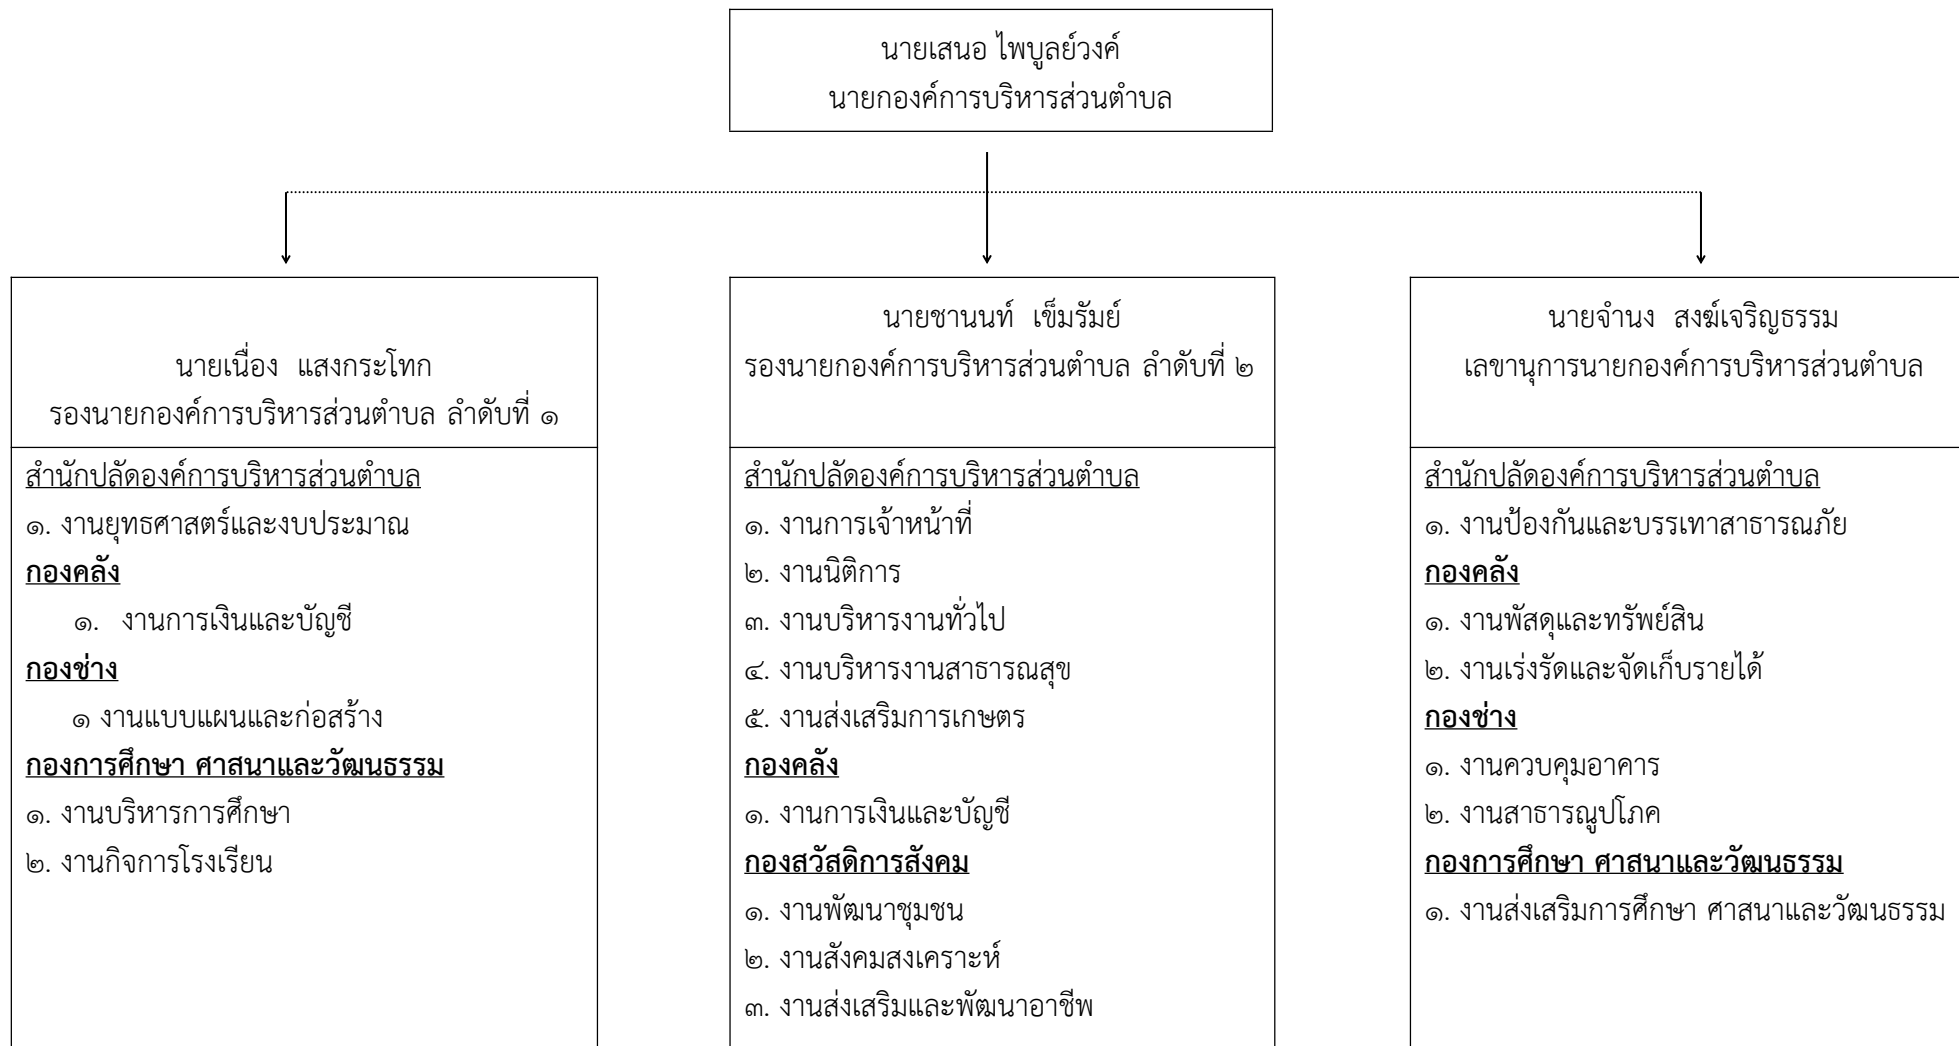 นายเสนอ ไพบูลย์วงค์
นายกองค์การบริหารส่วนตำบล
นายเนื่อง แสงกระโทก
รองนายกองค์การบริหารส่วนตำบล ลำดับที่ ๑
สำนักปลัดองค์การบริหารส่วนตำบล
๑. งานยุทธศาสตร์และงบประมาณ
กองคลัง
๑. งานการเงินและบัญชี
กองช่าง
๑ งานแบบแผนและก่อสร้าง
กองการศึกษา ศาสนาและวัฒนธรรม
๑. งานบริหารการศึกษา
๒. งานกิจการโรงเรียน
นายชานนท์ เข็มรัมย์
รองนายกองค์การบริหารส่วนตำบล ลำดับที่ ๒
สำนักปลัดองค์การบริหารส่วนตำบล
๑. งานการเจ้าหน้าที่
๒. งานนิติการ
๓. งานบริหารงานทั่วไป
๔. งานบริหารงานสาธารณสุข
๕. งานส่งเสริมการเกษตร
กองคลัง
๑. งานการเงินและบัญชี
กองสวัสดิการสังคม
๑. งานพัฒนาชุมชน
๒. งานสังคมสงเคราะห์
๓. งานส่งเสริมและพัฒนาอาชีพ
นายจำนง สงฆ์เจริญธรรม
เลขานุการนายกองค์การบริหารส่วนตำบล
สำนักปลัดองค์การบริหารส่วนตำบล
๑. งานป้องกันและบรรเทาสาธารณภัย
กองคลัง
๑. งานพัสดุและทรัพย์สิน
๒. งานเร่งรัดและจัดเก็บรายได้
กองช่าง
๑. งานควบคุมอาคาร
๒. งานสาธารณูปโภค
กองการศึกษา ศาสนาและวัฒนธรรม
๑. งานส่งเสริมการศึกษา ศาสนาและวัฒนธรรม